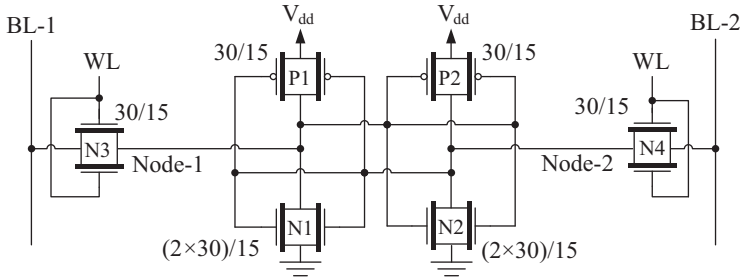 BL-1
V_dd
V_dd
BL-2
WL
30/15
P1
P2
30/15
WL
30/15
30/15
N3
Node-1
Node-2
N4
N1
N2
(2×30)/15
(2×30)/15